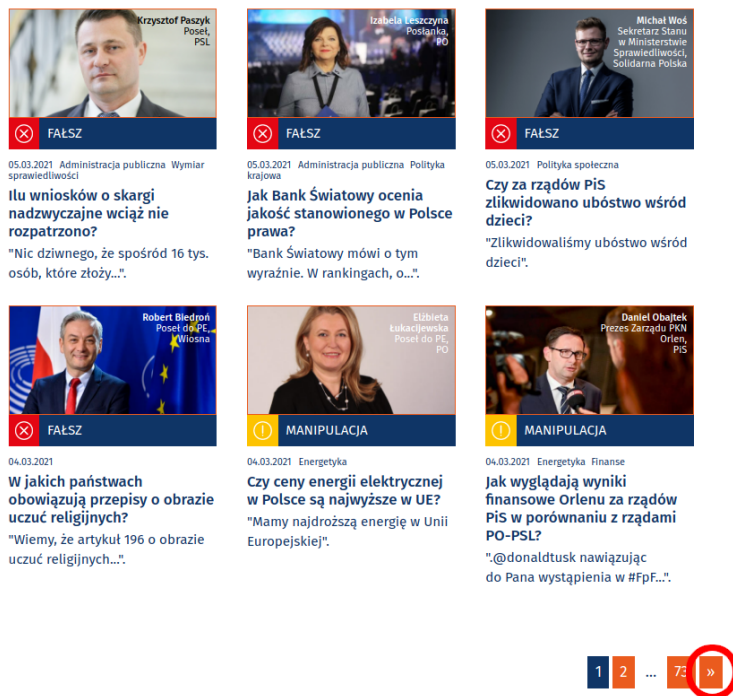 Krzysztof Paszyk
Poseł,
PSL
FAŁSZ
05.03.2021 Administracja publiczna Wymiar
sprawiedliwości
Ilu wniosków o skargi
nadzwyczajne wciąż nie
rozpatrzono?
"Nic dziwnego, że spośród 16 tys.
osób, które złoży...".
Izabela Leszczyna
Posłanka,
PO
FAŁSZ
05.03.2021 Administracja publiczna Polityka
krajowa
Jak Bank Światowy ocenia
jakość stanowionego w Polsce
prawa?
"Bank Światowy mówi o tym
wyraźnie. W rankingach, o...".
Michał Woś
Sekretarz Stanu
w Ministerstwie
Sprawiedliwości,
Solidarna Polska
FAŁSZ
05.03.2021 Polityka społeczna
Czy za rządów PiS
zlikwidowano ubóstwo wśród
dzieci?
"Zlikwidowaliśmy ubóstwo wśród
dzieci".
Robert Biedroń
Poseł do PE,
Wiosna
FAŁSZ
04.03.2021
W jakich państwach
obowiązują przepisy o obrazie
uczuć religijnych?
"Wiemy, że artykuł 196 o obrazie
uczuć religijnych...".
Elżbieta
Łukacijewska
Poseł do PE,
PO
MANIPULACJA
04.03.2021 Energetyka
Czy ceny energii elektrycznej
w Polsce są najwyższe w UE?
"Mamy najdroższą energię w Unii
Europejskiej".
Daniel Obajtek
Prezes Zarządu PKN
Orlen,
PiS
MANIPULACJA
04.03.2021 Energetyka Finanse
Jak wyglądają wyniki
finansowe Orlenu za rządów
PiS w porównaniu z rządami
PO-PSL?
".@donaldtusk nawiązując
do Pana wystąpienia w #FpF...".
1 2 ... 73 »